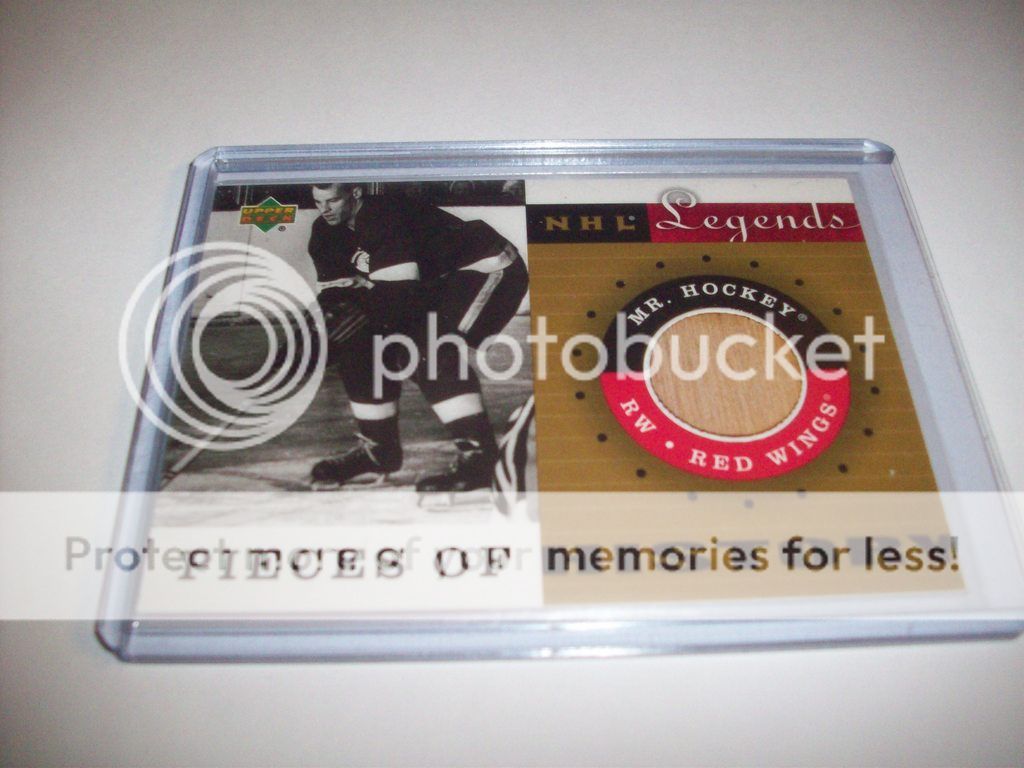 UPPER
DECK
®
NHL Legends
MR. HOCKEY®
RW • RED WINGS®
photobucket
Protect more of your memories for less!
PIECES OF